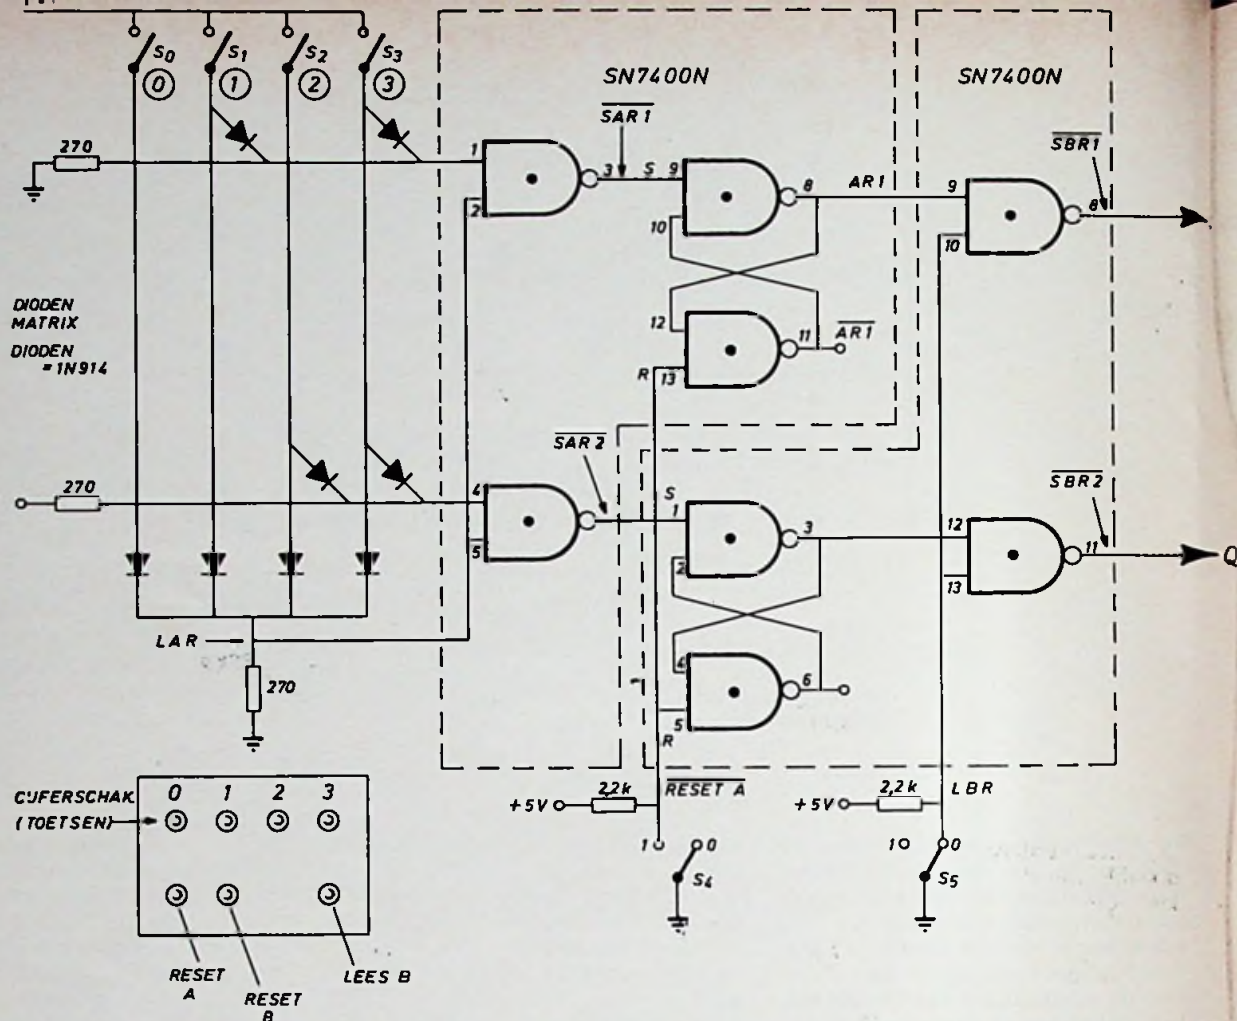 S0
S1
S2
S3
0
1
2
3
SN7400N
SN7400N
SAR1
SBR1
270
1
2
3
S
9
10
8
AR1
9
10
8
DIODEN
MATRIX
DIODEN
=1N914
12
R
13
11
AR1
SAR2
SBR2
270
4
5
S
1
2
3
12
13
11
Q
LAR
270
4
5
R
6
CIJFERSCHAK
(TOETSEN)
0 1 2 3
+5V
2,2k
RESET A
+5V
2,2k
LBR
1
0
S4
1
0
S5
RESET
A
RESET
B
LEES B